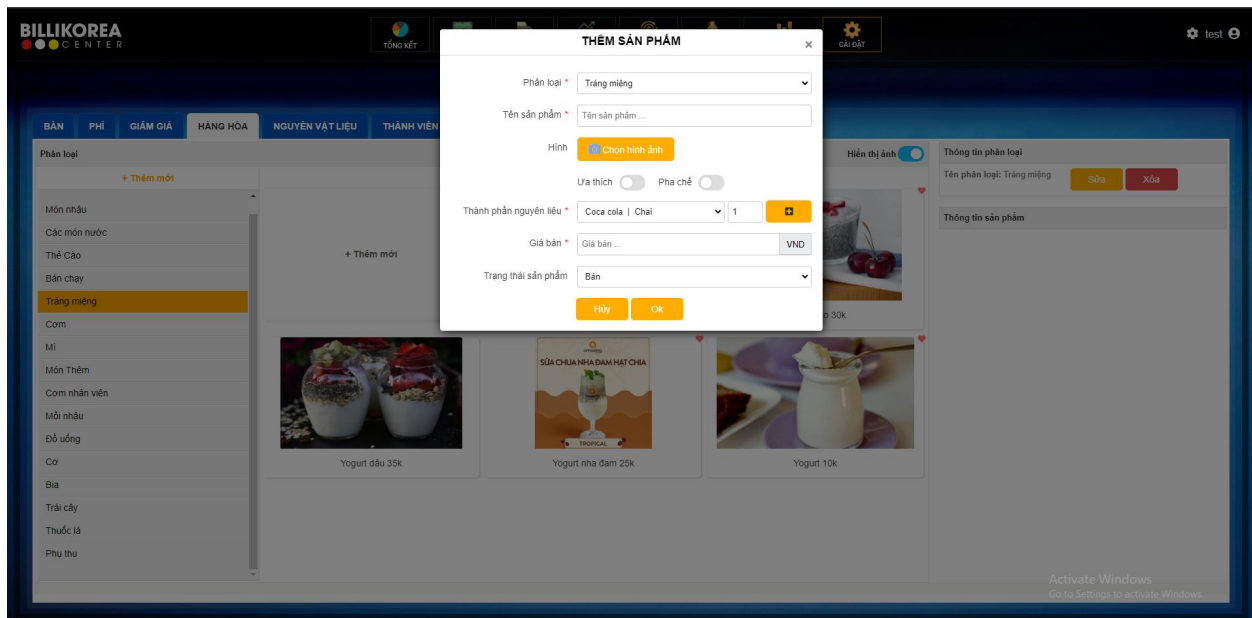 BILLIKOREA
CENTER
TỔNG KẾT
CÀI ĐẶT
test
THÊM SẢN PHẨM
×
Phân loại * Tráng miệng
Tên sản phẩm * Tên sản phẩm ...
Hình Chọn hình ảnh
Ưa thích Pha chế
Thành phần nguyên liệu * Coca cola | Chai 1
Giá bán * Giá bán ... VND
Trạng thái sản phẩm Bán
Hủy Ok
BÀN PHÍ GIẢM GIÁ HÀNG HÓA NGUYÊN VẬT LIỆU THÀNH VIÊN
Phân loại
+ Thêm mới
Món nhậu
Các món nước
Thẻ Cào
Bán chạy
Tráng miệng
Cơm
Mì
Món Thêm
Cơm nhân viên
Mồi nhậu
Đồ uống
Cơ
Bia
Trái cây
Thuốc lá
Phụ thu
Hiển thị ảnh
+ Thêm mới
30k
SỮA CHUA NHA ĐAM HẠT CHIA
TROPICAL
Yogurt dâu 35k
Yogurt nha đam 25k
Yogurt 10k
Thông tin phân loại
Tên phân loại: Tráng miệng Sửa Xóa
Thông tin sản phẩm
Activate Windows
Go to Settings to activate Windows.